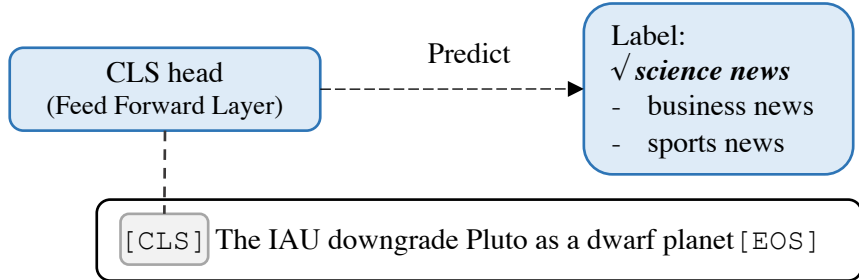 CLS head
(Feed Forward Layer)
Predict
Label:
√ science news
- business news
- sports news
[CLS] The IAU downgrade Pluto as a dwarf planet [EOS]